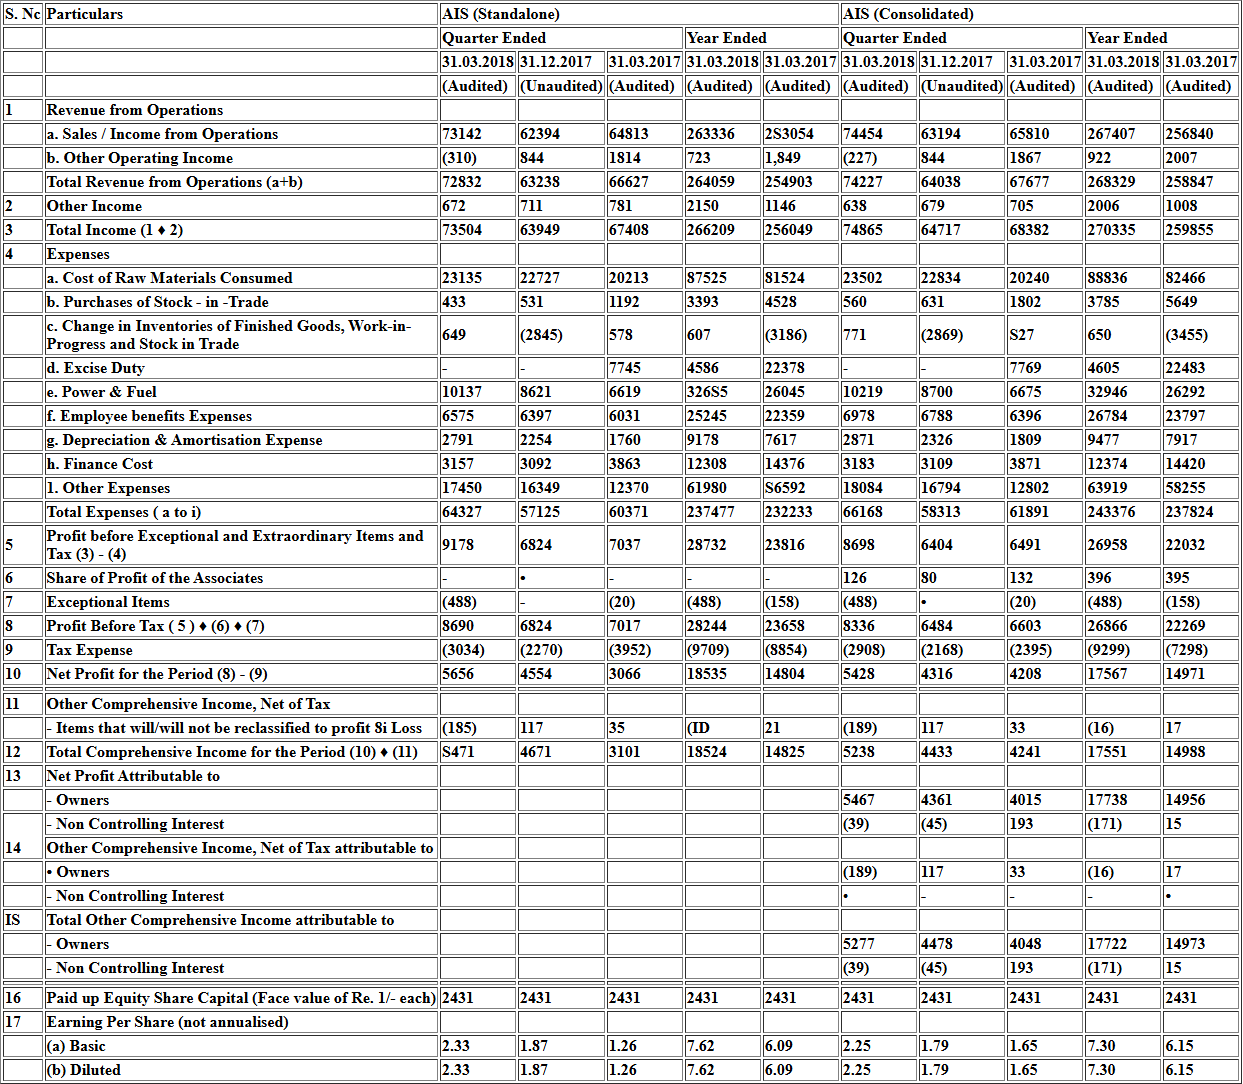 S. Nc Particulars AIS (Standalone) AIS (Consolidated)
Quarter Ended Year Ended Quarter Ended Year Ended
31.03.2018 31.12.2017 31.03.2017 31.03.2018 31.03.2017 31.03.2018 31.12.2017 31.03.2017 31.03.2018 31.03.2017
(Audited) (Unaudited) (Audited) (Audited) (Audited) (Audited) (Unaudited) (Audited) (Audited) (Audited)
1 Revenue from Operations
a. Sales / Income from Operations 73142 62394 64813 263336 2S3054 74454 63194 65810 267407 256840
b. Other Operating Income (310) 844 1814 723 1,849 (227) 844 1867 922 2007
Total Revenue from Operations (a+b) 72832 63238 66627 264059 254903 74227 64038 67677 268329 258847
2 Other Income 672 711 781 2150 1146 638 679 705 2006 1008
3 Total Income (1 ♦ 2) 73504 63949 67408 266209 256049 74865 64717 68382 270335 259855
4 Expenses
a. Cost of Raw Materials Consumed 23135 22727 20213 87525 81524 23502 22834 20240 88836 82466
b. Purchases of Stock - in -Trade 433 531 1192 3393 4528 560 631 1802 3785 5649
c. Change in Inventories of Finished Goods, Work-in-
Progress and Stock in Trade 649 (2845) 578 607 (3186) 771 (2869) S27 650 (3455)
d. Excise Duty - - 7745 4586 22378 - - 7769 4605 22483
e. Power & Fuel 10137 8621 6619 326S5 26045 10219 8700 6675 32946 26292
f. Employee benefits Expenses 6575 6397 6031 25245 22359 6978 6788 6396 26784 23797
g. Depreciation & Amortisation Expense 2791 2254 1760 9178 7617 2871 2326 1809 9477 7917
h. Finance Cost 3157 3092 3863 12308 14376 3183 3109 3871 12374 14420
1. Other Expenses 17450 16349 12370 61980 S6592 18084 16794 12802 63919 58255
Total Expenses ( a to i) 64327 57125 60371 237477 232233 66168 58313 61891 243376 237824
5 Profit before Exceptional and Extraordinary Items and
Tax (3) - (4) 9178 6824 7037 28732 23816 8698 6404 6491 26958 22032
6 Share of Profit of the Associates - • - - - 126 80 132 396 395
7 Exceptional Items (488) - (20) (488) (158) (488) • (20) (488) (158)
8 Profit Before Tax ( 5 ) ♦ (6) ♦ (7) 8690 6824 7017 28244 23658 8336 6484 6603 26866 22269
9 Tax Expense (3034) (2270) (3952) (9709) (8854) (2908) (2168) (2395) (9299) (7298)
10 Net Profit for the Period (8) - (9) 5656 4554 3066 18535 14804 5428 4316 4208 17567 14971
11 Other Comprehensive Income, Net of Tax
- Items that will/will not be reclassified to profit 8i Loss (185) 117 35 (ID 21 (189) 117 33 (16) 17
12 Total Comprehensive Income for the Period (10) ♦ (11) S471 4671 3101 18524 14825 5238 4433 4241 17551 14988
13 Net Profit Attributable to
- Owners 5467 4361 4015 17738 14956
- Non Controlling Interest (39) (45) 193 (171) 15
14 Other Comprehensive Income, Net of Tax attributable to
• Owners (189) 117 33 (16) 17
- Non Controlling Interest • - - - •
IS Total Other Comprehensive Income attributable to
- Owners 5277 4478 4048 17722 14973
- Non Controlling Interest (39) (45) 193 (171) 15
16 Paid up Equity Share Capital (Face value of Re. 1/- each) 2431 2431 2431 2431 2431 2431 2431 2431 2431 2431
17 Earning Per Share (not annualised)
(a) Basic 2.33 1.87 1.26 7.62 6.09 2.25 1.79 1.65 7.30 6.15
(b) Diluted 2.33 1.87 1.26 7.62 6.09 2.25 1.79 1.65 7.30 6.15